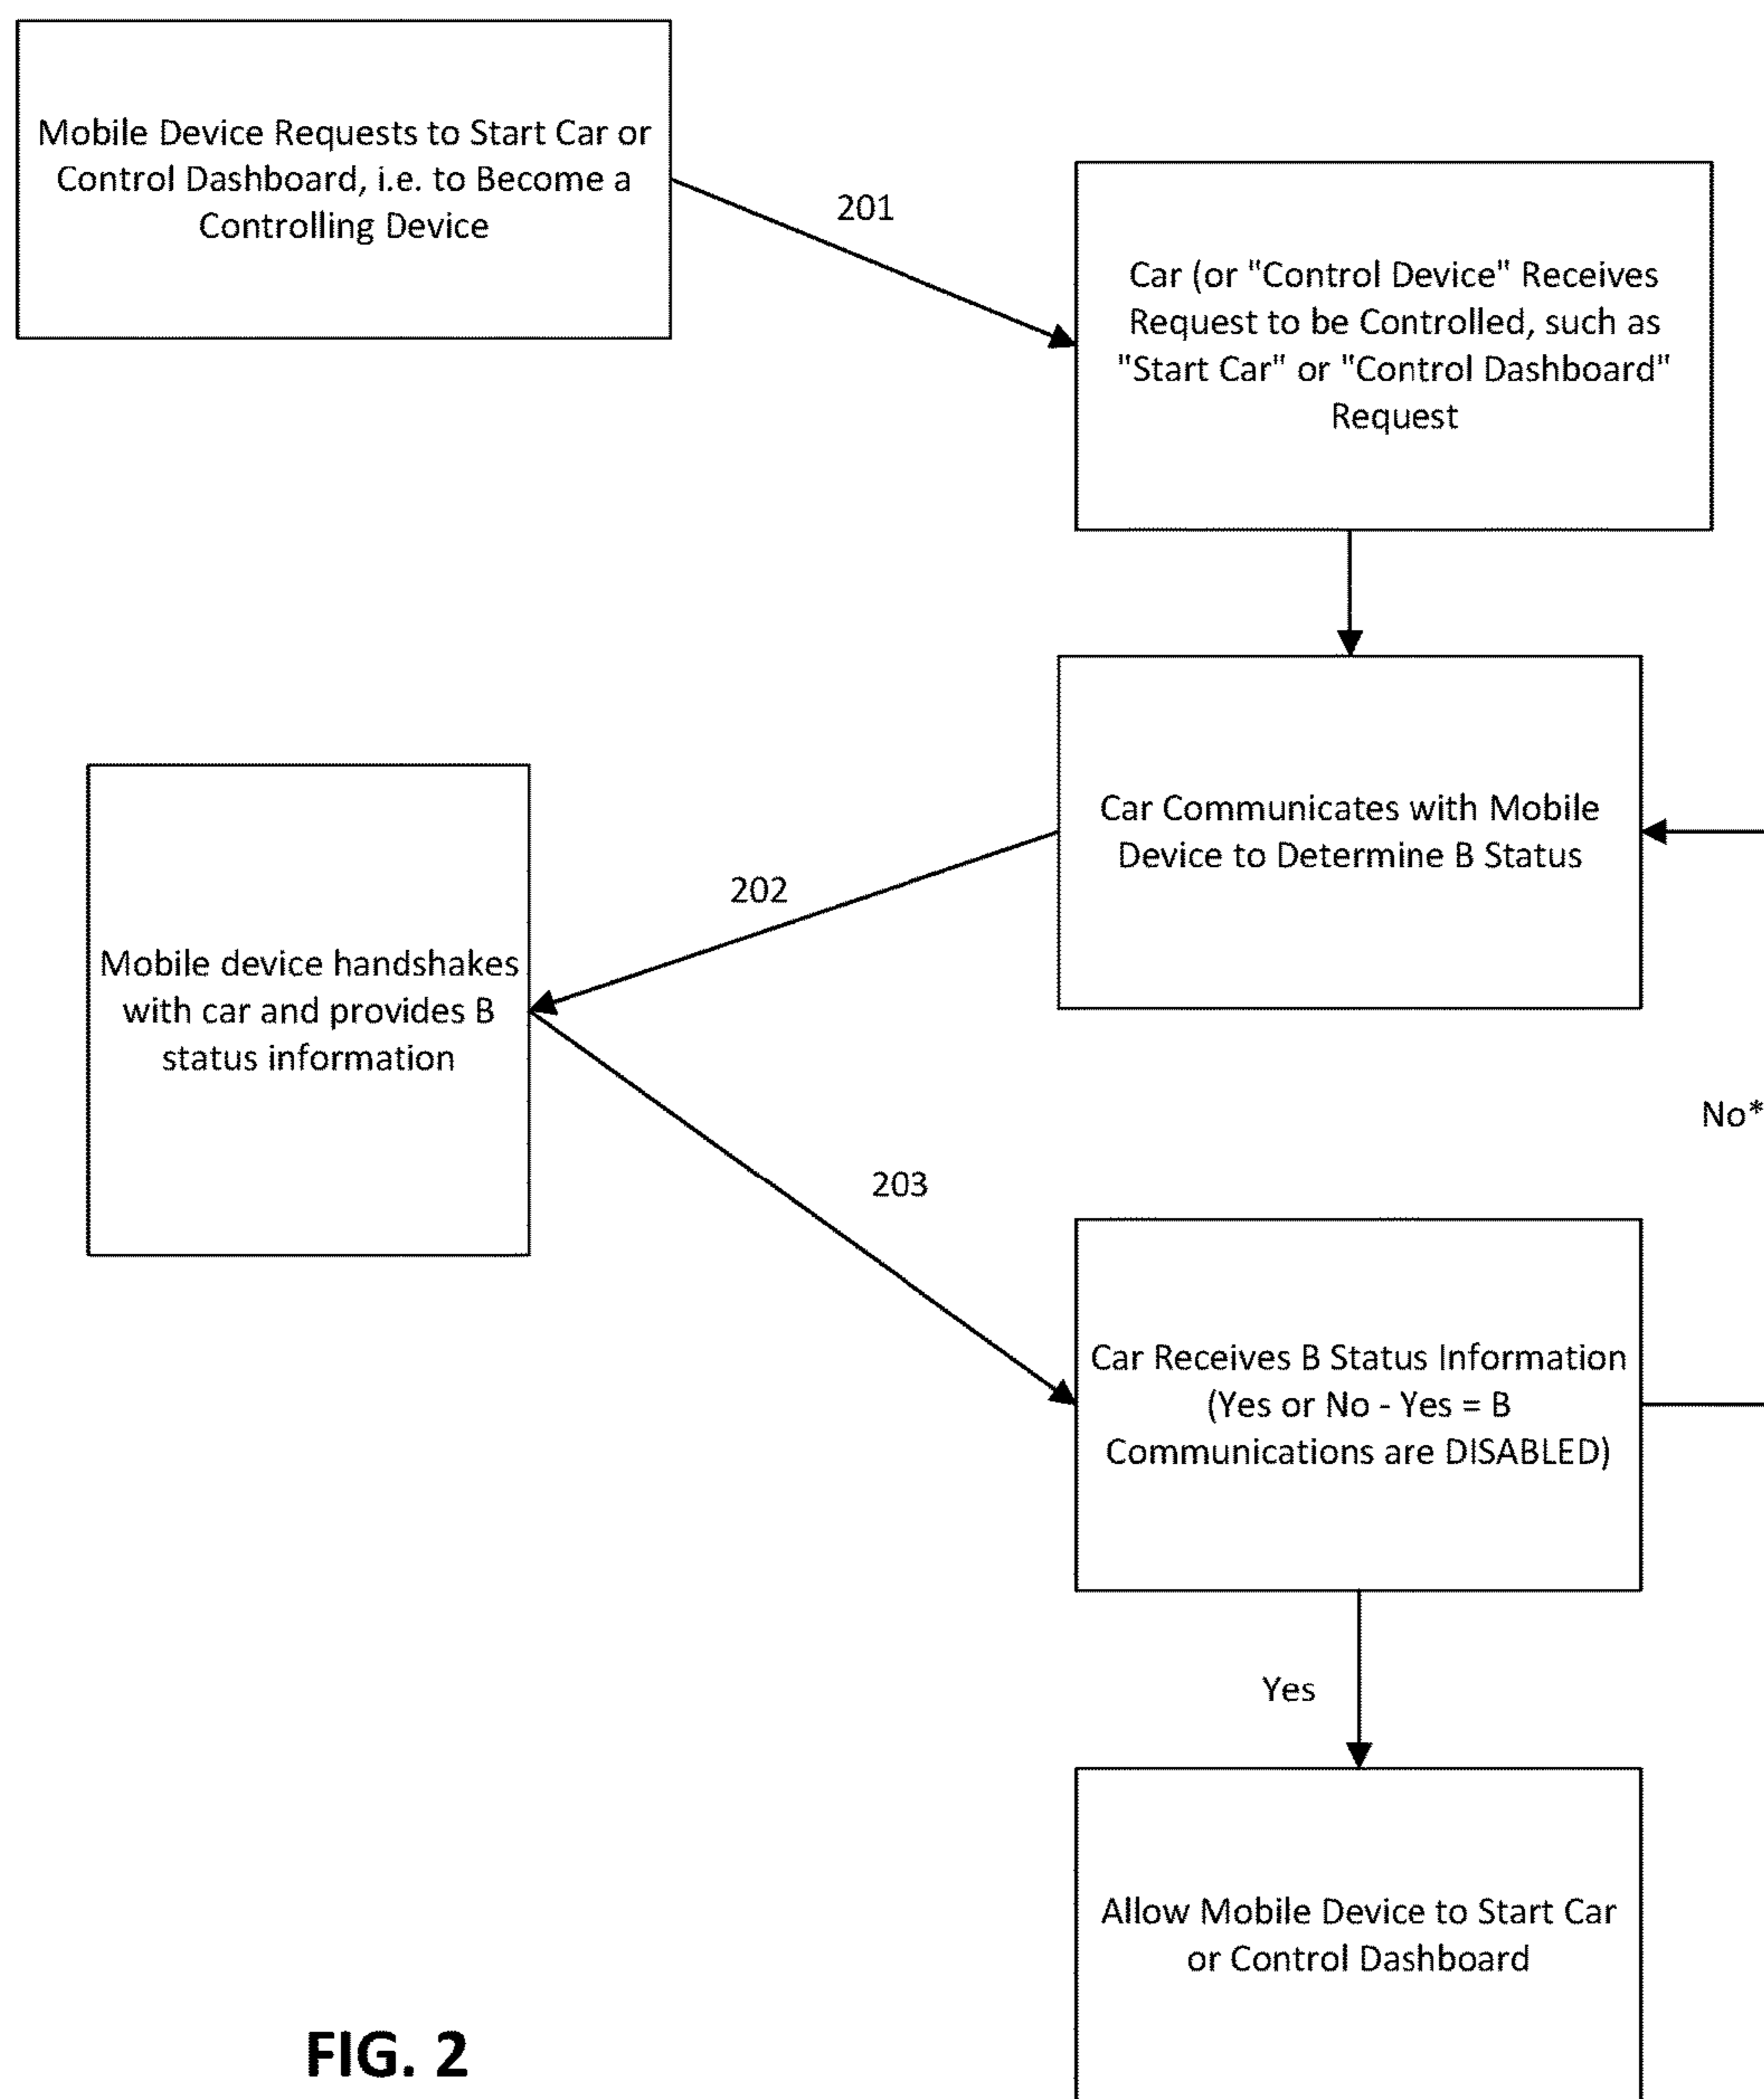 Mobile Device Requests to Start Car or
Control Dashboard, i.e. to Become a
Controlling Device
201
Car (or "Control Device" Receives
Request to be Controlled, such as
"Start Car" or "Control Dashboard"
Request
Car Communicates with Mobile
Device to Determine B Status
202
Mobile device handshakes
with car and provides B
status information
No*
203
Car Receives B Status Information
(Yes or No - Yes = B
Communications are DISABLED)
Yes
Allow Mobile Device to Start Car
or Control Dashboard
FIG. 2